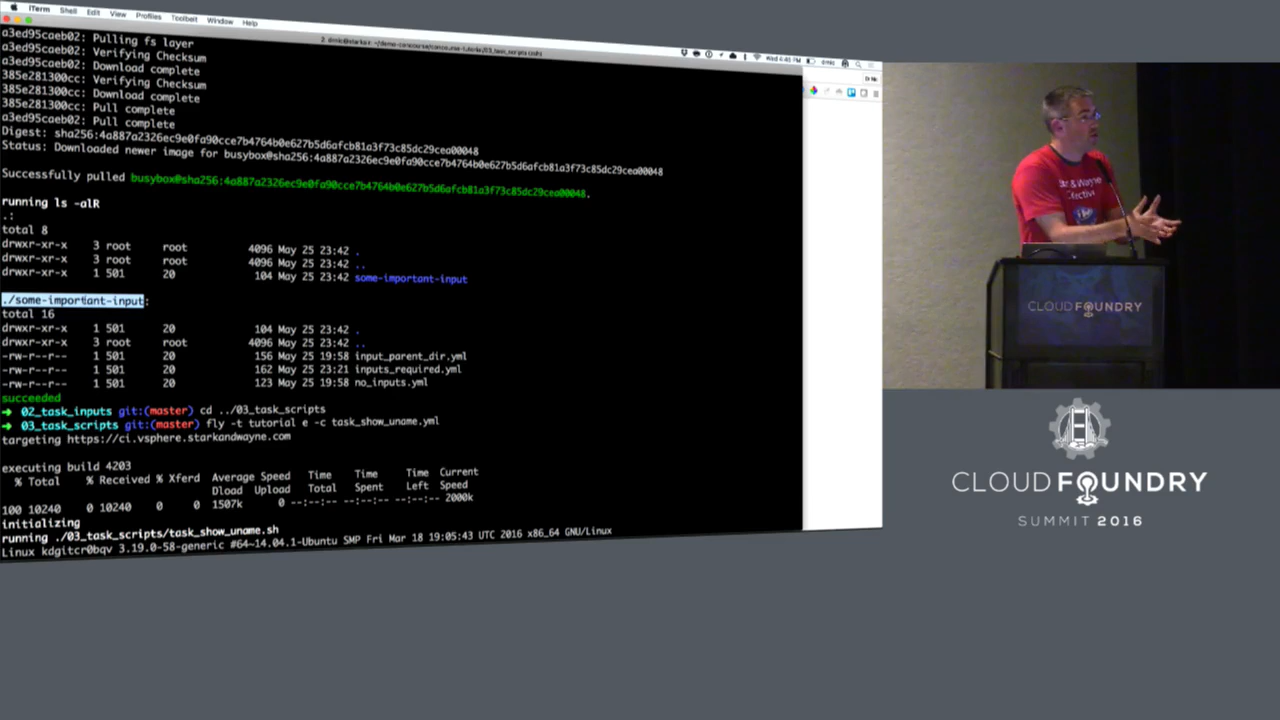 iTerm Shell Edit View Profiles Toolbelt Window Help
a3ed95caeb02: Pulling fs layer
a3ed95caeb02: Verifying Checksum
a3ed95caeb02: Download complete
385e281300cc: Verifying Checksum
385e281300cc: Download complete
385e281300cc: Pull complete
a3ed95caeb02: Pull complete
Digest: sha256:4a887a2326ec9e0fa90cce7b4764b0e627b5d6afcb81a3f73c85dc29cea00048
Status: Downloaded newer image for busybox@sha256:4a887a2326ec9e0fa90cce7b4764b0e627b5d6afcb81a3f73c85dc29cea00048
Successfully pulled busybox@sha256:4a887a2326ec9e0fa90cce7b4764b0e627b5d6afcb81a3f73c85dc29cea00048.
running ls -alR
.:
total 8
drwxr-xr-x 3 root root 4096 May 25 23:42 .
drwxr-xr-x 3 root root 4096 May 25 23:42 ..
drwxr-xr-x 1 501 20 104 May 25 23:42 some-important-input
./some-important-input:
total 16
drwxr-xr-x 1 501 20 104 May 25 23:42 .
drwxr-xr-x 3 root root 4096 May 25 23:42 ..
-rw-r--r-- 1 501 20 156 May 25 19:58 input_parent_dir.yml
-rw-r--r-- 1 501 20 162 May 25 23:21 inputs_required.yml
-rw-r--r-- 1 501 20 123 May 25 19:58 no_inputs.yml
succeeded
➜ 02_task_inputs git:(master) cd ../03_task_scripts
➜ 03_task_scripts git:(master) fly -t tutorial e -c task_show_uname.yml
targeting https://ci.vsphere.starkandwayne.com
executing build 4203
% Total % Received % Xferd Average Speed Time Time Time Current
Dload Upload Total Spent Left Speed
100 10240 0 10240 0 0 1507k 0 --:--:-- --:--:-- --:--:-- 2000k
initializing
running ./03_task_scripts/task_show_uname.sh
Linux kdgitcr0bqv 3.19.0-58-generic #64~14.04.1-Ubuntu SMP Fri Mar 18 19:05:43 UTC 2016 x86_64 GNU/Linux
& Wayne
CLOUD FOUNDRY
CLOUD FOUNDRY
SUMMIT 2016